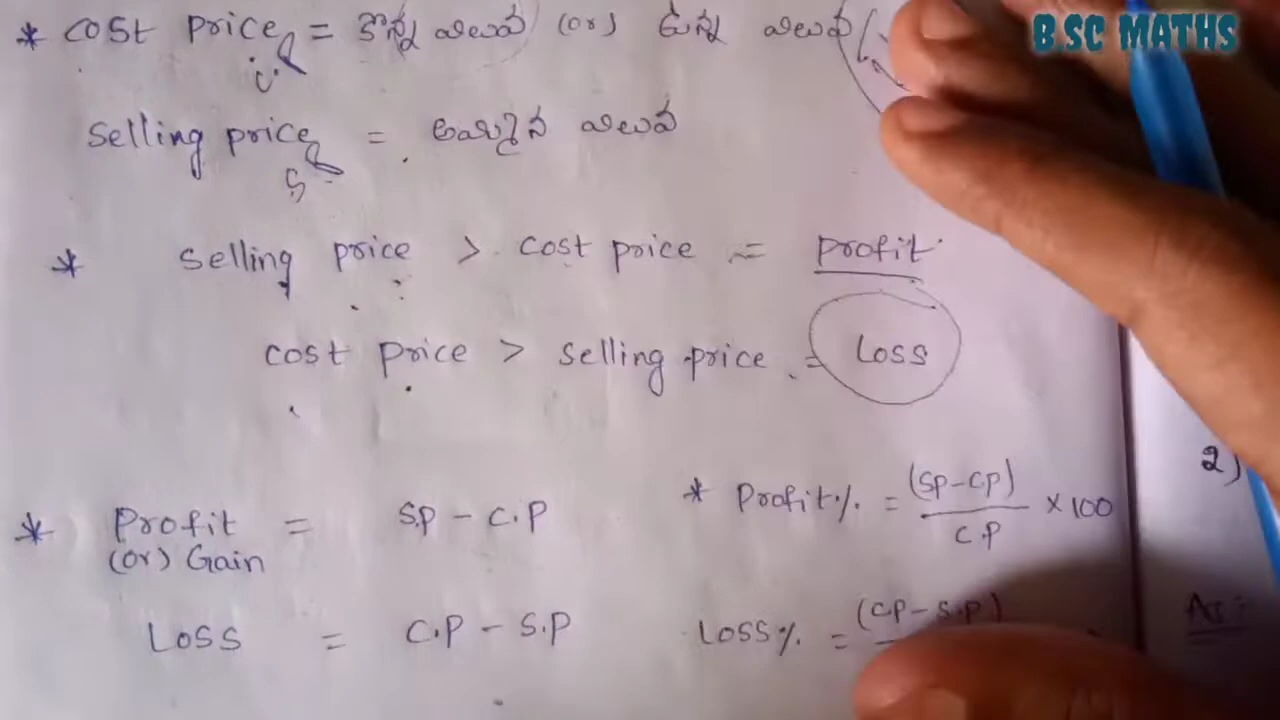 * cost price = కొన్న వెలువ (or) కున్న వెలువ
B.SC MATHS
c
selling price = అమ్మిన వెలువ
s
* selling price > cost price = profit
cost price > selling price = Loss
* Profit = S.P - C.P
(or) Gain
* Profit% = (SP-CP) / C.P × 100
2)
Loss = C.P - S.P
Loss% = (CP-S.P)